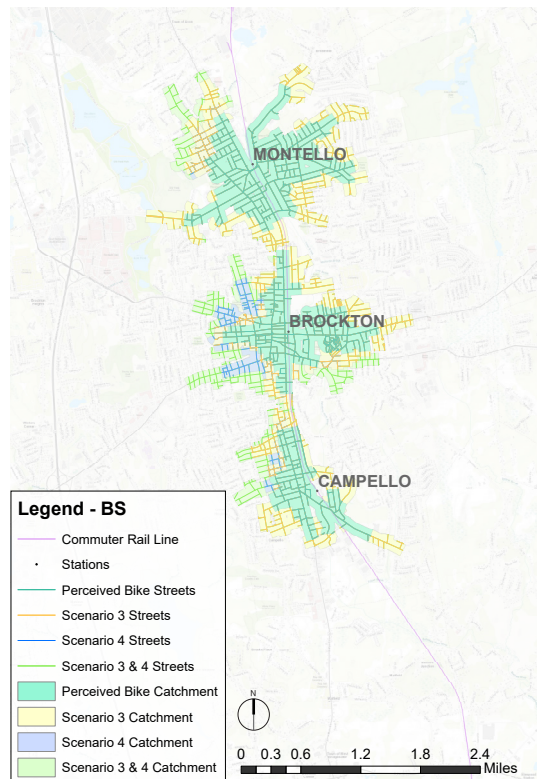 MONTELLO
BROCKTON
CAMPELLO
Legend - BS
Commuter Rail Line
Stations
Perceived Bike Streets
Scenario 3 Streets
Scenario 4 Streets
Scenario 3 & 4 Streets
Perceived Bike Catchment
Scenario 3 Catchment
Scenario 4 Catchment
Scenario 3 & 4 Catchment
N
0 0.3 0.6 1.2 1.8 2.4
Miles